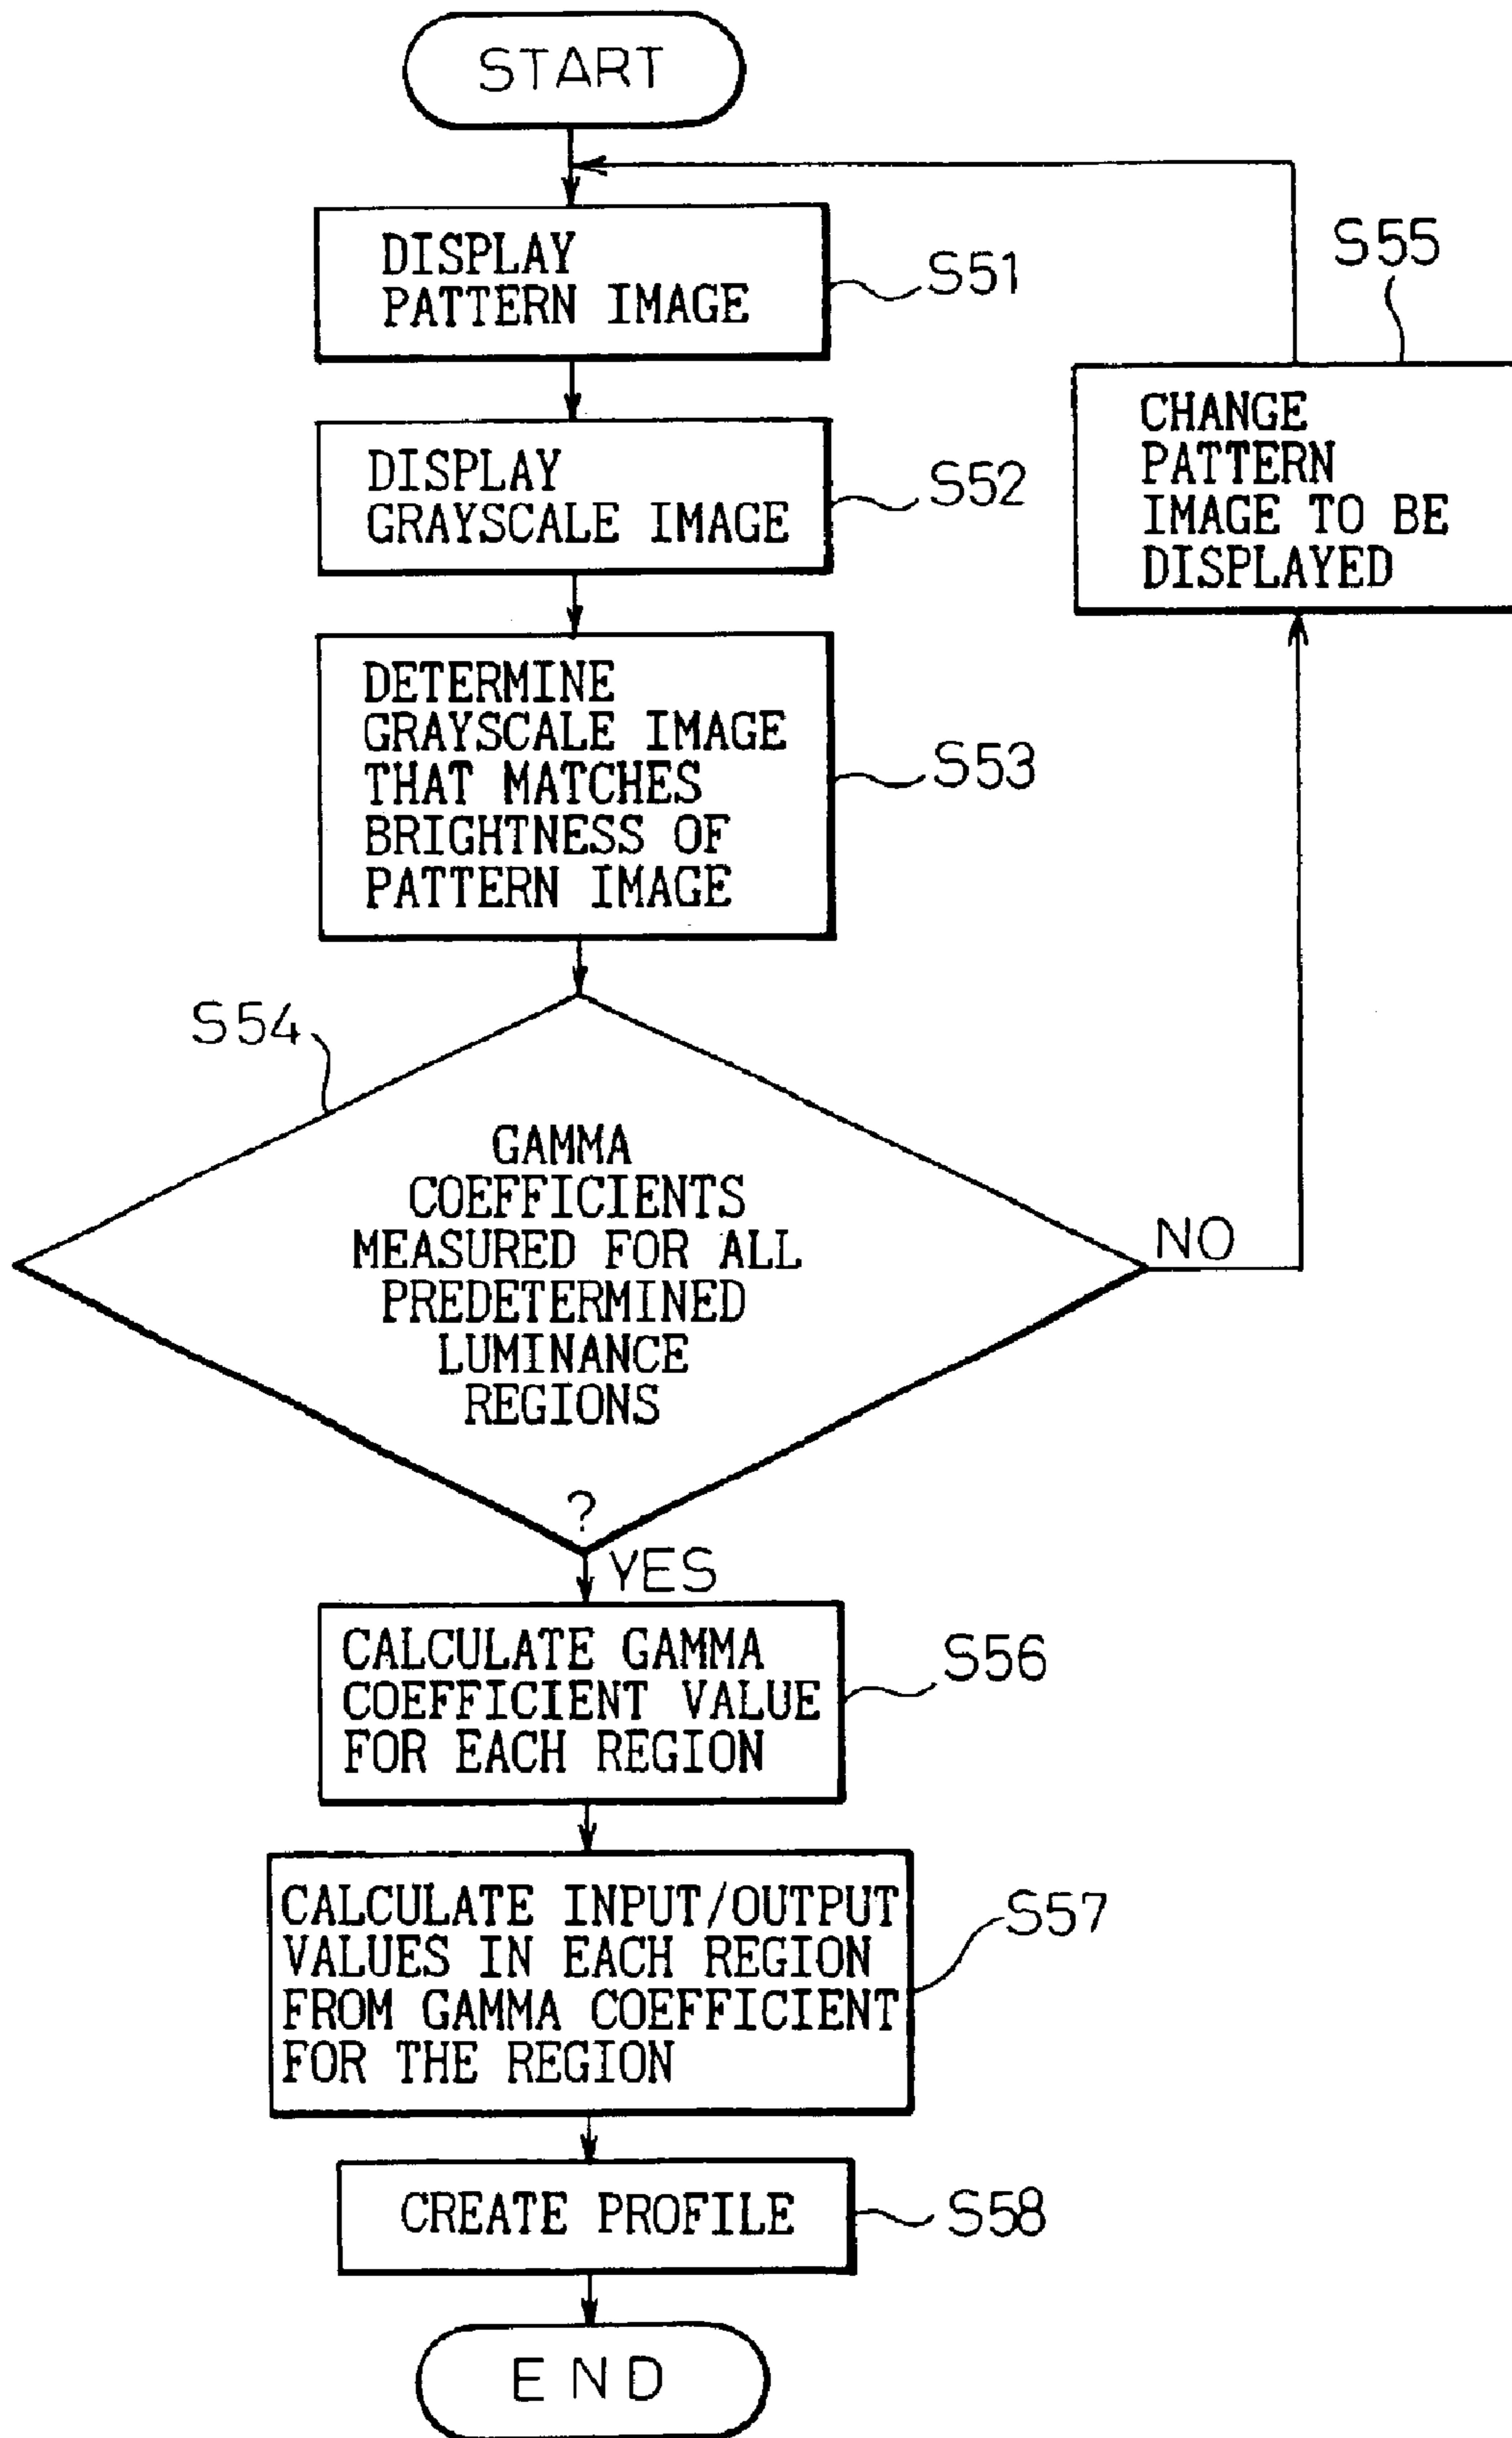 START
DISPLAY
PATTERN IMAGE
S51
S55
CHANGE
PATTERN
IMAGE TO BE
DISPLAYED
DISPLAY
GRAYSCALE IMAGE
S52
DETERMINE
GRAYSCALE IMAGE
THAT MATCHES
BRIGHTNESS OF
PATTERN IMAGE
S53
S54
GAMMA
COEFFICIENTS
MEASURED FOR ALL
PREDETERMINED
LUMINANCE
REGIONS
?
NO
YES
CALCULATE GAMMA
COEFFICIENT VALUE
FOR EACH REGION
S56
CALCULATE INPUT/OUTPUT
VALUES IN EACH REGION
FROM GAMMA COEFFICIENT
FOR THE REGION
S57
CREATE PROFILE
S58
END